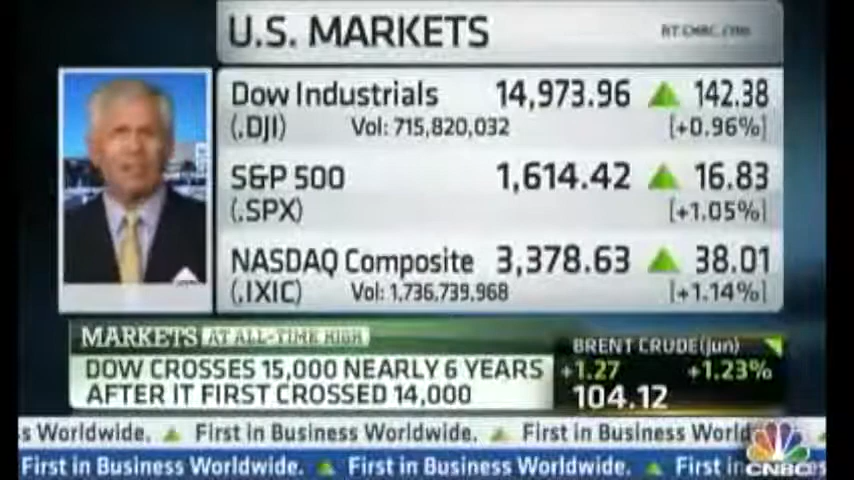 U.S. MARKETS
RT.CNBC.COM
Dow Industrials 14,973.96 142.38
(.DJI) Vol: 715,820,032 [+0.96%]
S&P 500 1,614.42 16.83
(.SPX) [+1.05%]
NASDAQ Composite 3,378.63 38.01
(.IXIC) Vol: 1,736,739,968 [+1.14%]
MARKETS AT ALL-TIME HIGH
DOW CROSSES 15,000 NEARLY 6 YEARS
AFTER IT FIRST CROSSED 14,000
BRENT CRUDE(Jun)
+1.27 +1.23%
104.12
s Worldwide. First in Business Worldwide. First in Business World
First in Business Worldwide. First in Business Worldwide. First in
CNBC